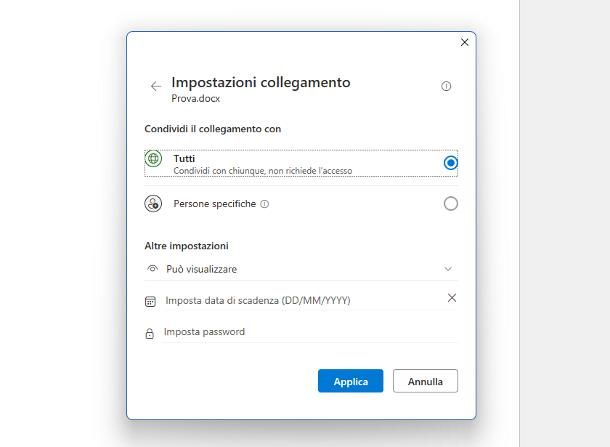 Impostazioni collegamento
Prova.docx
Condividi il collegamento con
Tutti
Condividi con chiunque, non richiede l'accesso
Persone specifiche
Altre impostazioni
Può visualizzare
Imposta data di scadenza (DD/MM/YYYY)
Imposta password
Applica Annulla